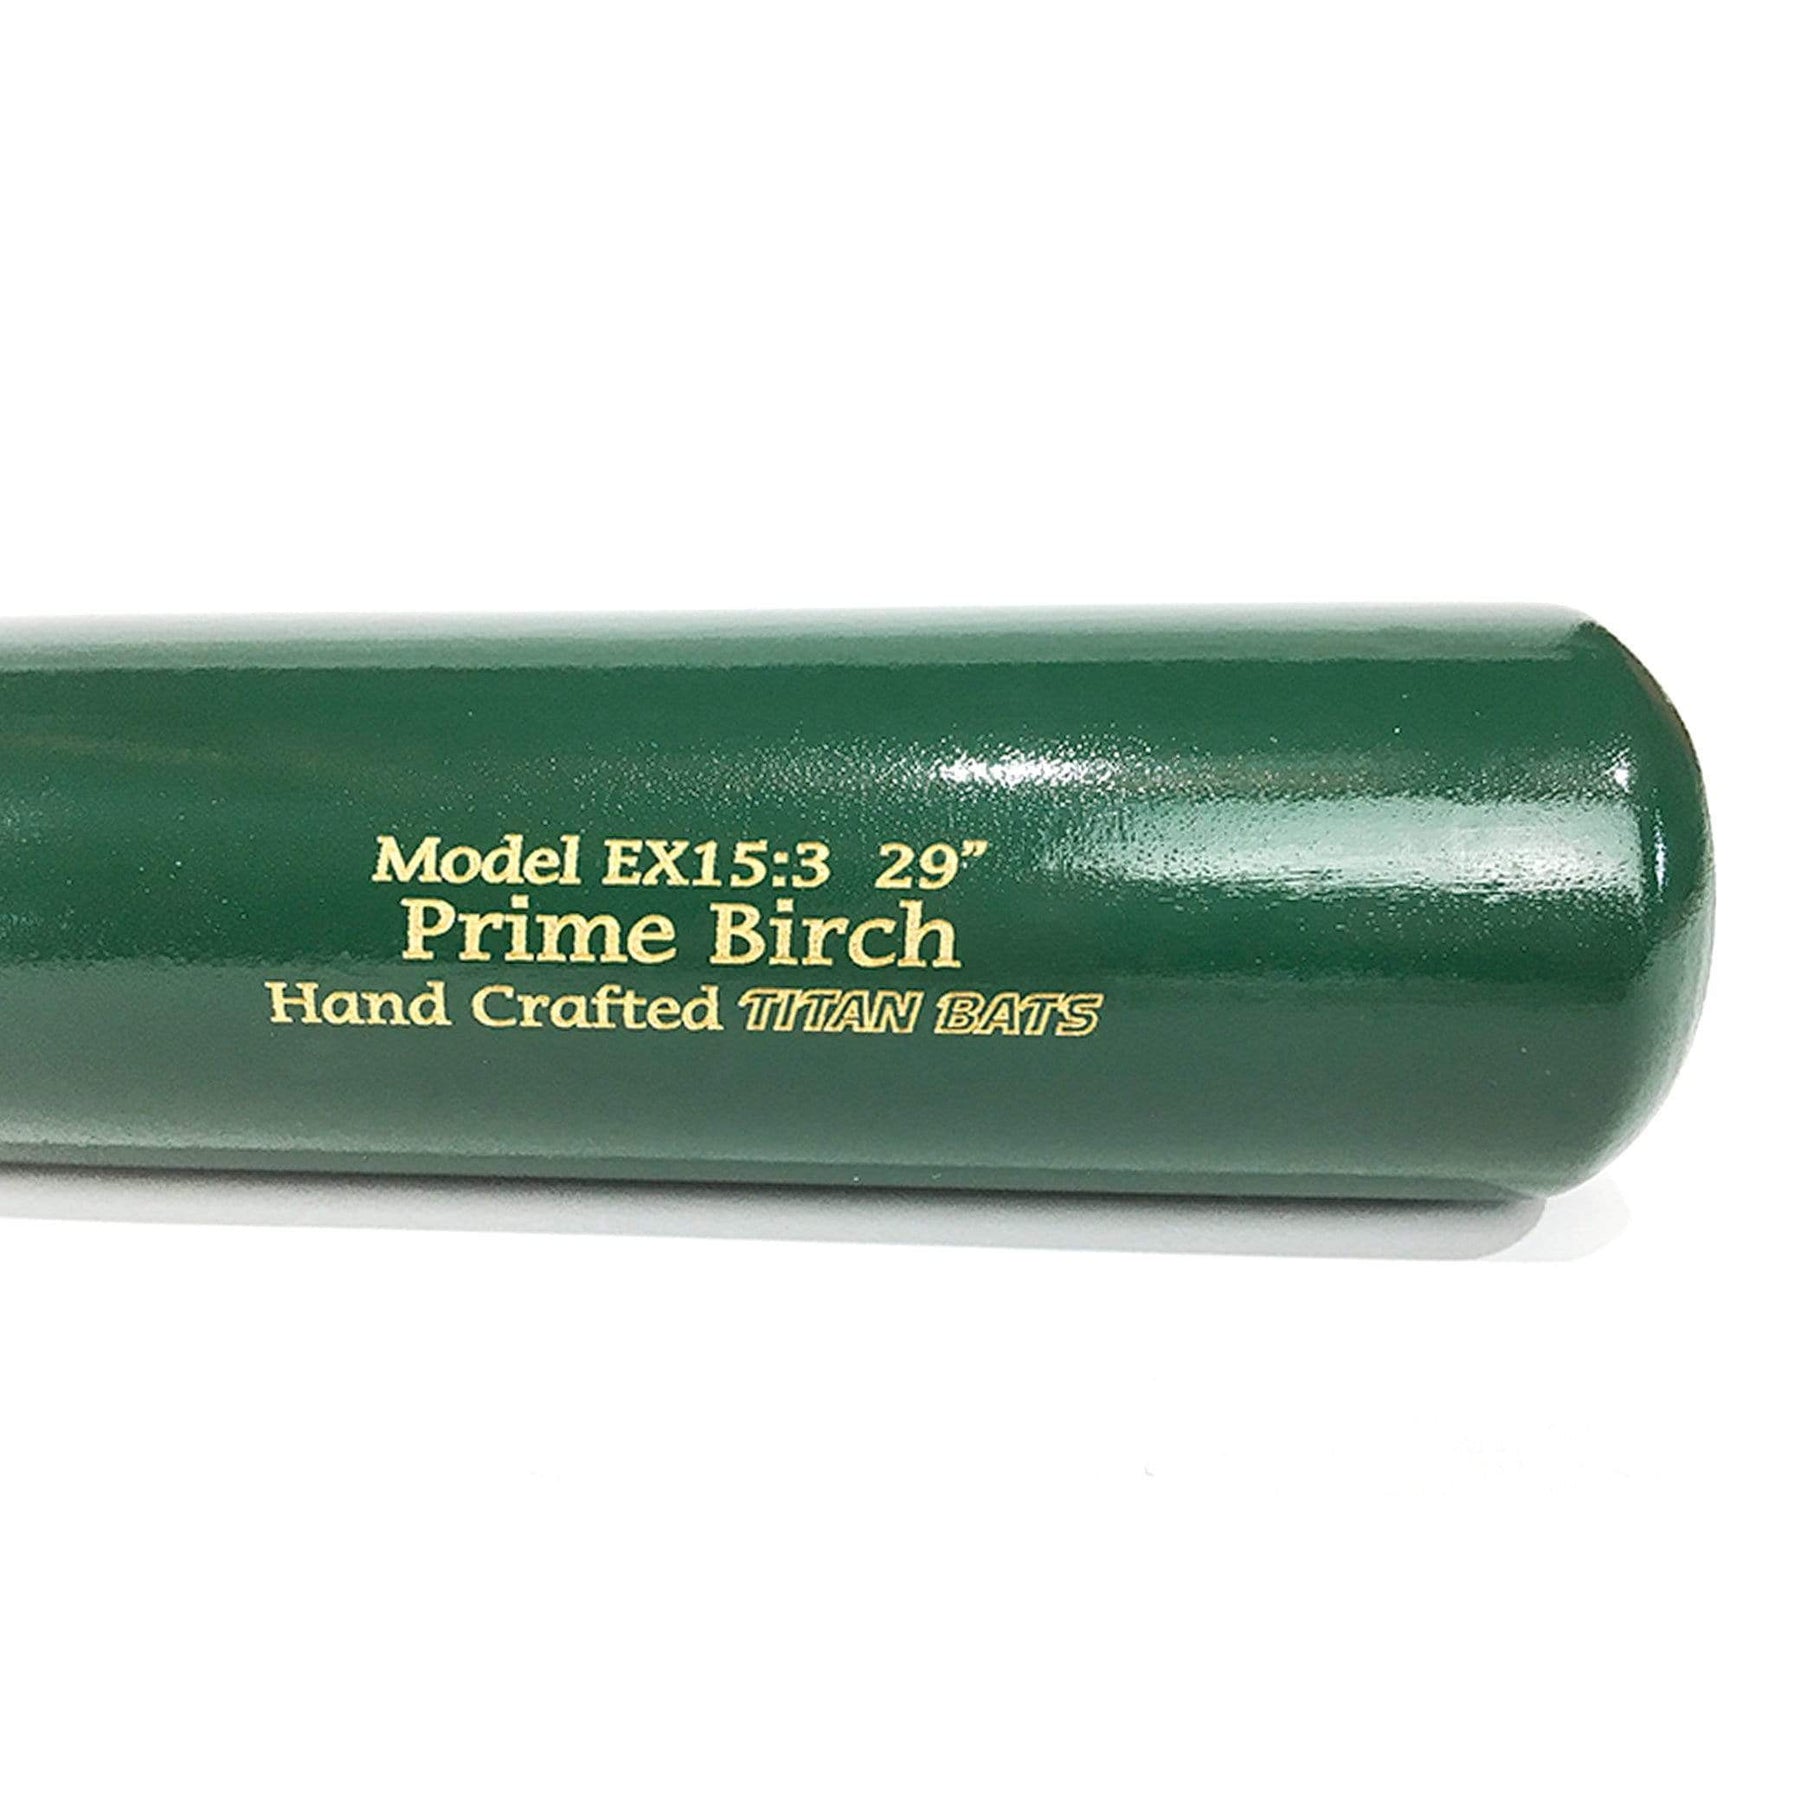 Model EX15:3 29”
Prime Birch
Hand Crafted TITAN BATS